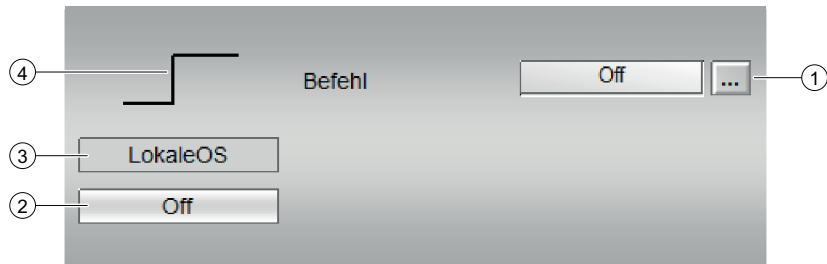 ④
Befehl
Off
...
①
③
LokaleOS
②
Off